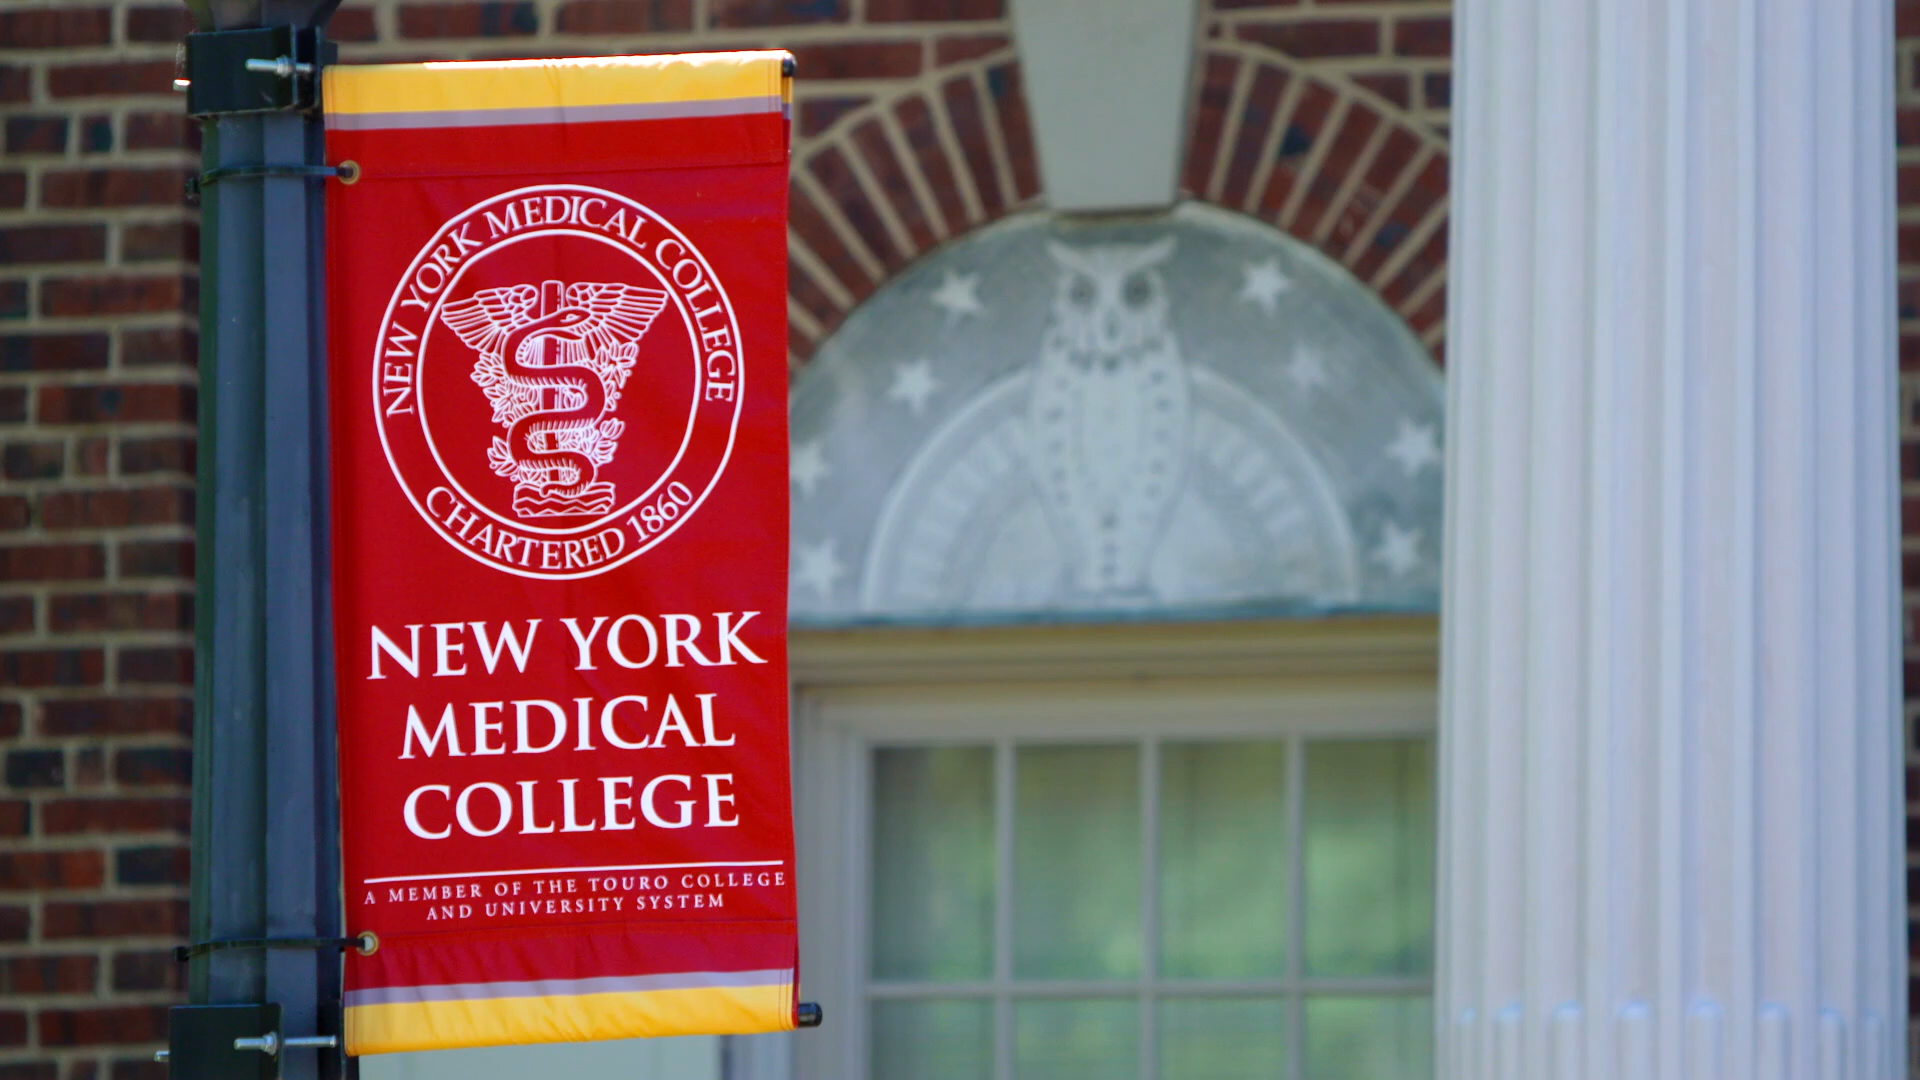 NEW YORK MEDICAL COLLEGE
CHARTERED 1860
NEW YORK
MEDICAL
COLLEGE
A MEMBER OF THE TOURO COLLEGE
AND UNIVERSITY SYSTEM